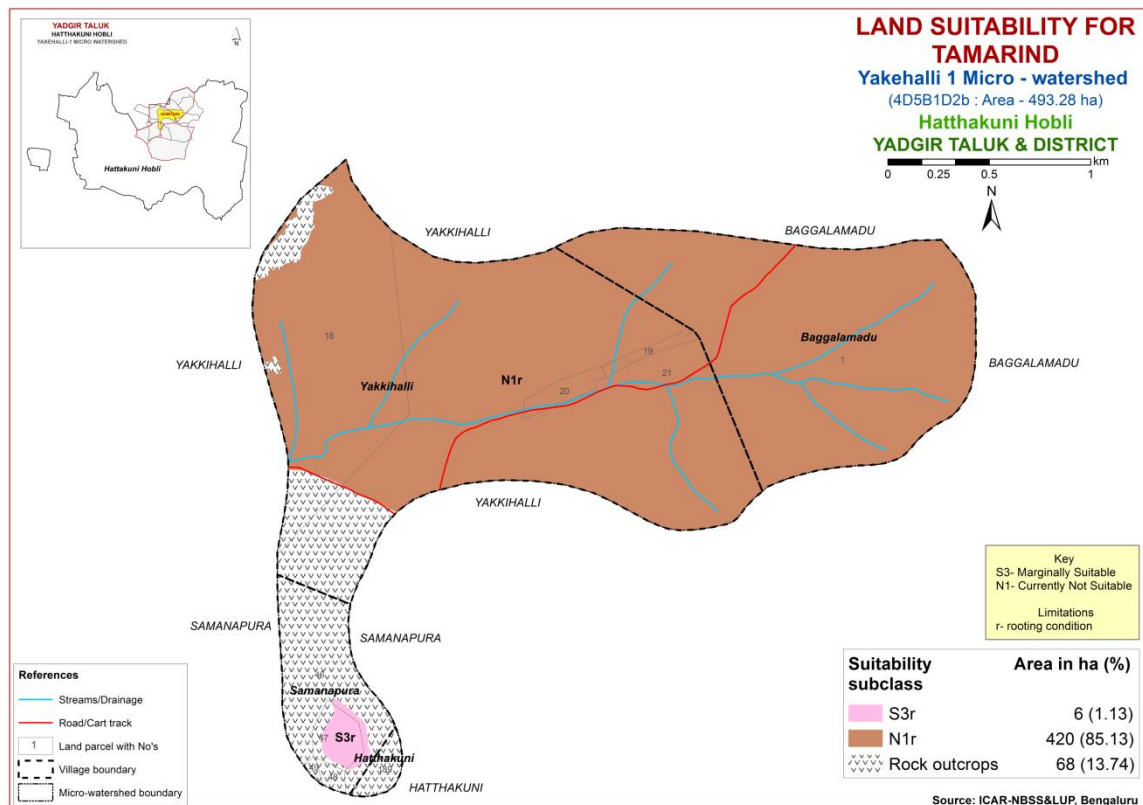 YADGIR TALUK
HATTHAKUNI HOBLI
YAKEHALLI-1 MICRO WATERSHED
N
Hattakuni Hobli
LAND SUITABILITY FOR
TAMARIND
Yakehalli 1 Micro - watershed
(4D5B1D2b : Area - 493.28 ha)
Hatthakuni Hobli
YADGIR TALUK & DISTRICT
km
0 0.25 0.5 1
N
YAKKIHALLI
BAGGALAMADU
18
19
Baggalamadu
YAKKIHALLI
BAGGALAMADU
1
21
N1r
Yakkihalli
20
YAKKIHALLI
SAMANAPURA
SAMANAPURA
Samanapura
47
S3r
Hatthakuni
HATTHAKUNI
Key
S3- Marginally Suitable
N1- Currently Not Suitable
Limitations
r- rooting condition
References
Streams/Drainage
Road/Cart track
1 Land parcel with No's
Village boundary
Micro-watershed boundary
Suitability subclass Area in ha (%)
S3r 6 (1.13)
N1r 420 (85.13)
Rock outcrops 68 (13.74)
Source: ICAR-NBSS&LUP, Bengaluru